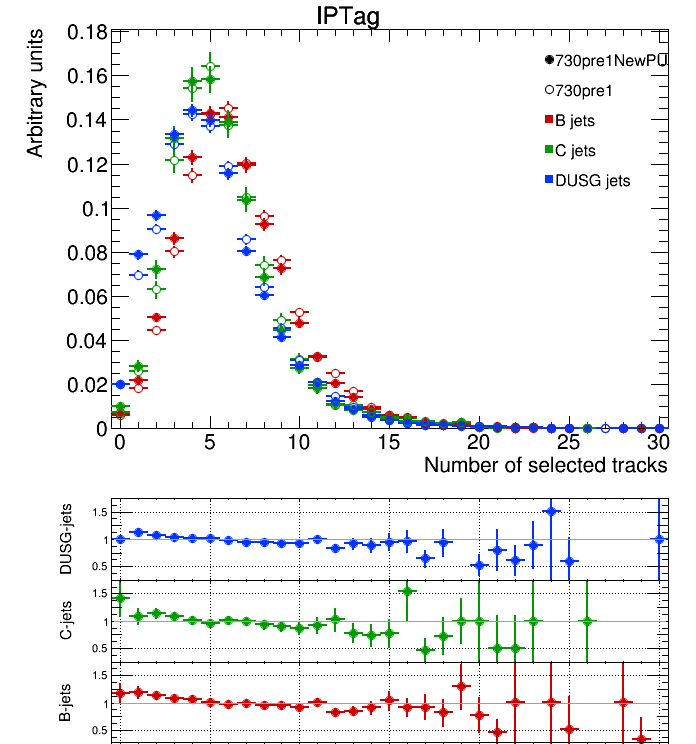 IPTag
Arbitrary units
0.18
0.16
0.14
0.12
0.1
0.08
0.06
0.04
0.02
0
730pre1NewPU
730pre1
B jets
C jets
DUSG jets
0 5 10 15 20 25 30
Number of selected tracks
DUSG-jets
1.5
1
0.5
C-jets
1.5
1
0.5
B-jets
1.5
1
0.5